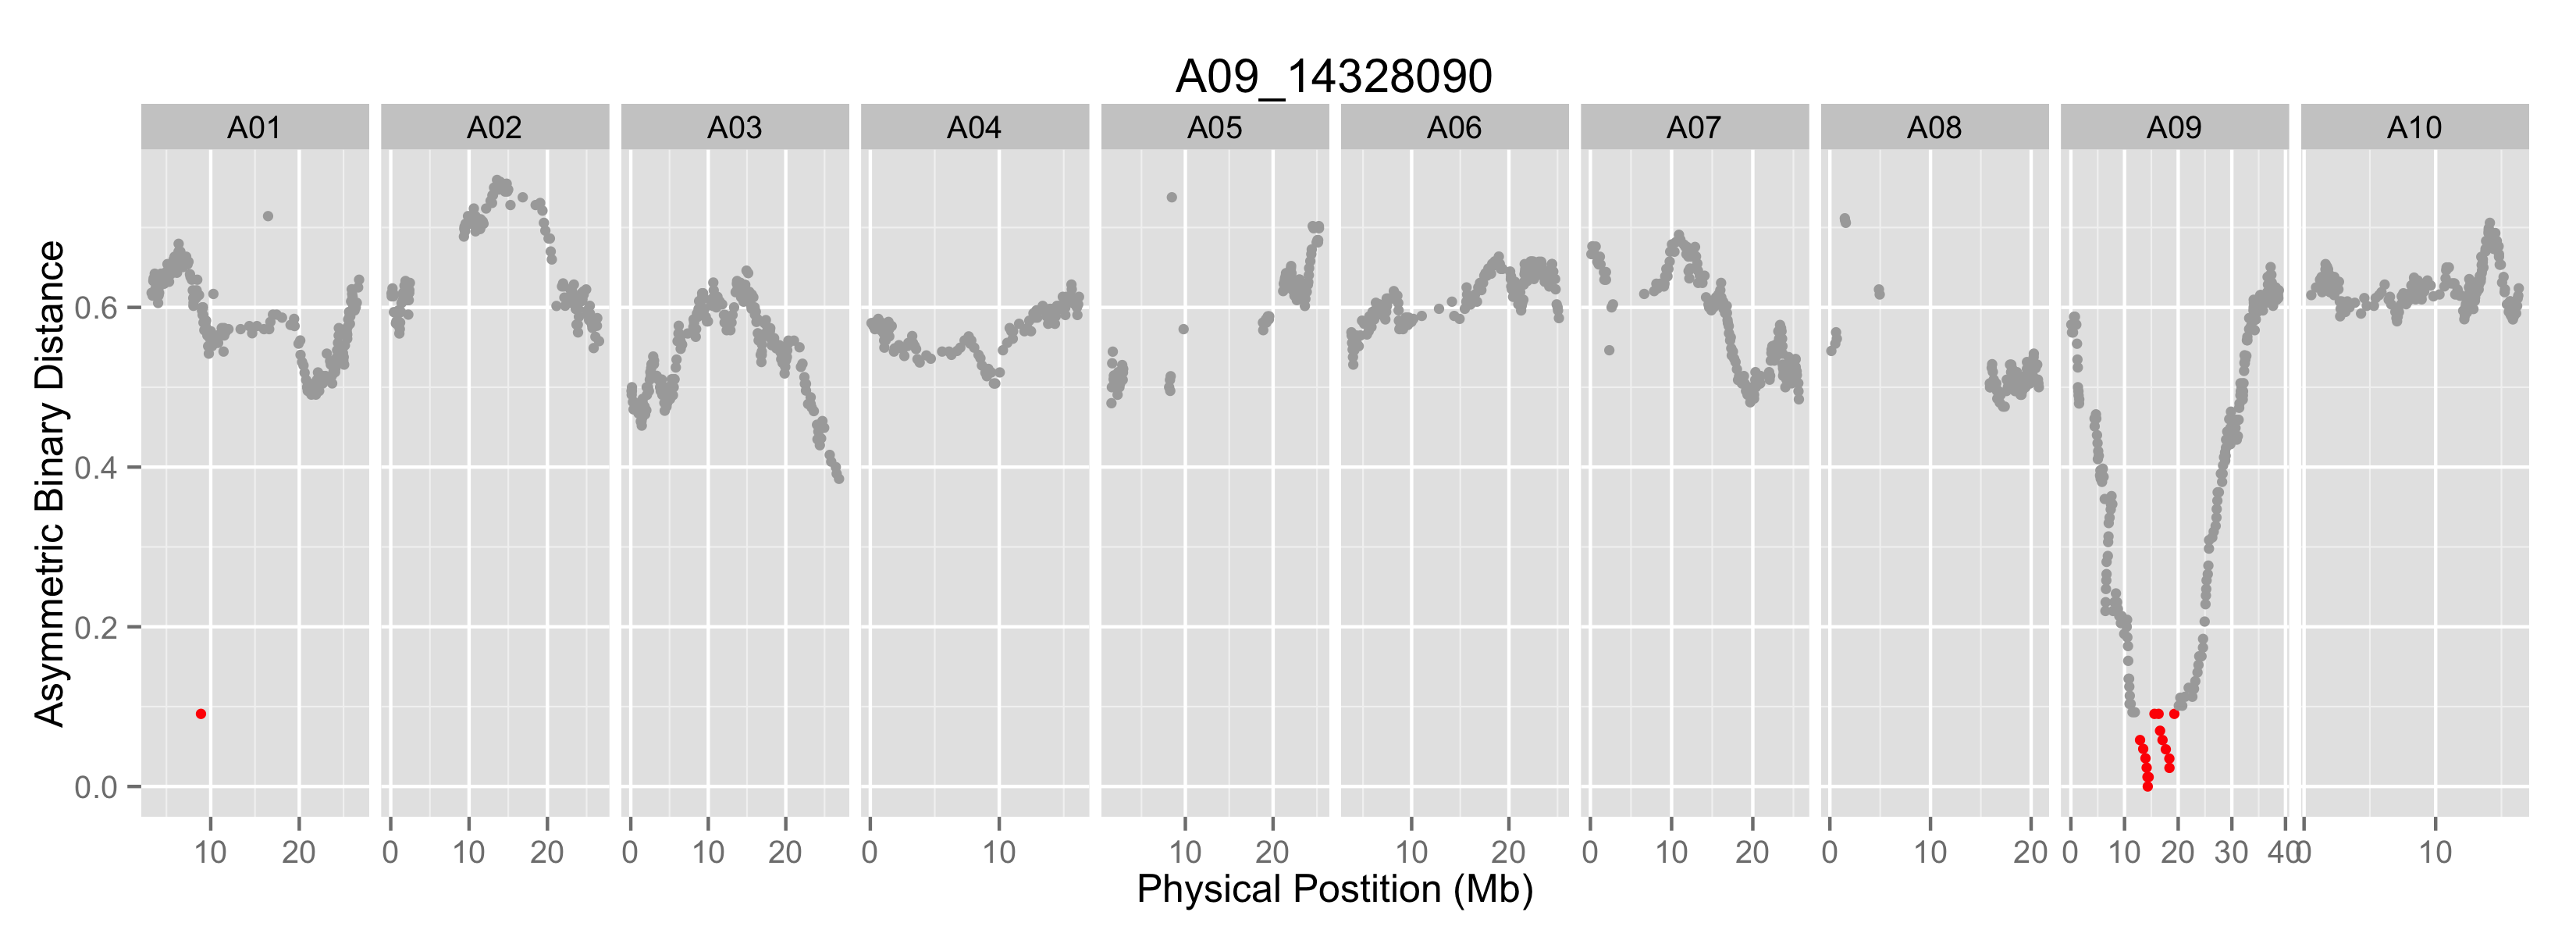 A09_14328090
A01 A02 A03 A04 A05 A06 A07 A08 A09 A10
Asymmetric Binary Distance
0.6
0.4
0.2
0.0
10 20 0 10 20 0 10 20 0 10 10 20 10 20 0 10 20 0 10 20 0 10 20 30 40 0 10
Physical Postition (Mb)